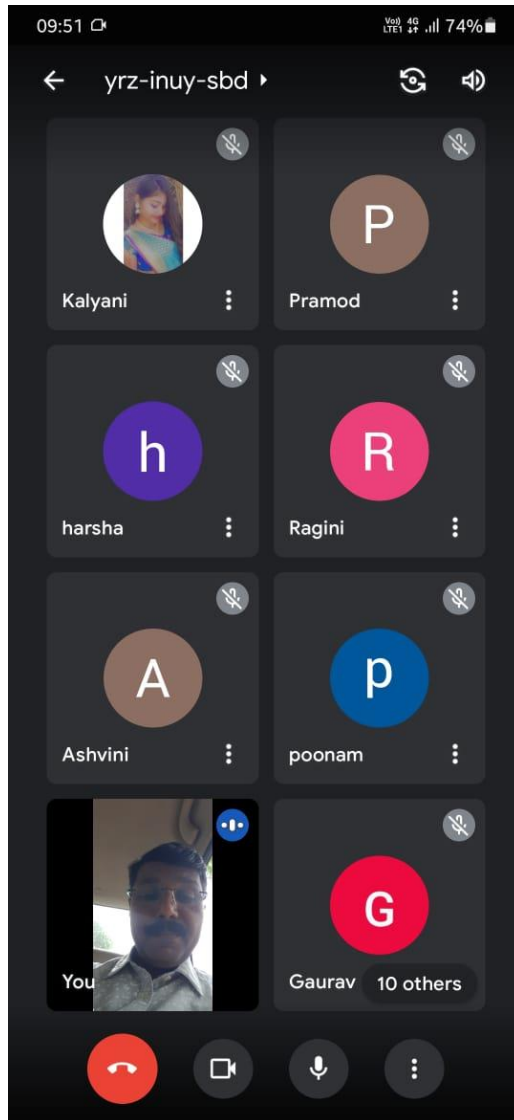 09:51 Vo)) LTE1 4G 74%
yrz-inuy-sbd
Kalyani
P
Pramod
h
harsha
R
Ragini
A
Ashvini
p
poonam
You
G
Gaurav
10 others